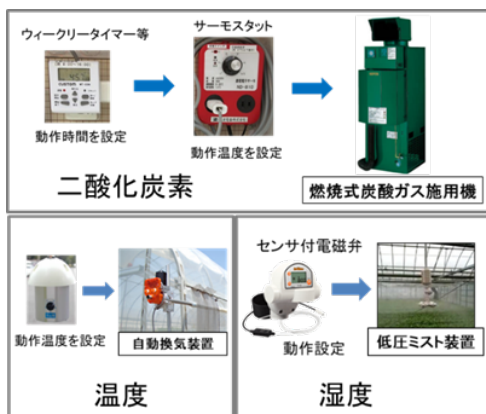 ウィークリータイマー等
サーモスタット
動作時間を設定
動作温度を設定
二酸化炭素
燃焼式炭酸ガス施用機
動作温度を設定
自動換気装置
温度
センサ付電磁弁
動作設定
低圧ミスト装置
湿度